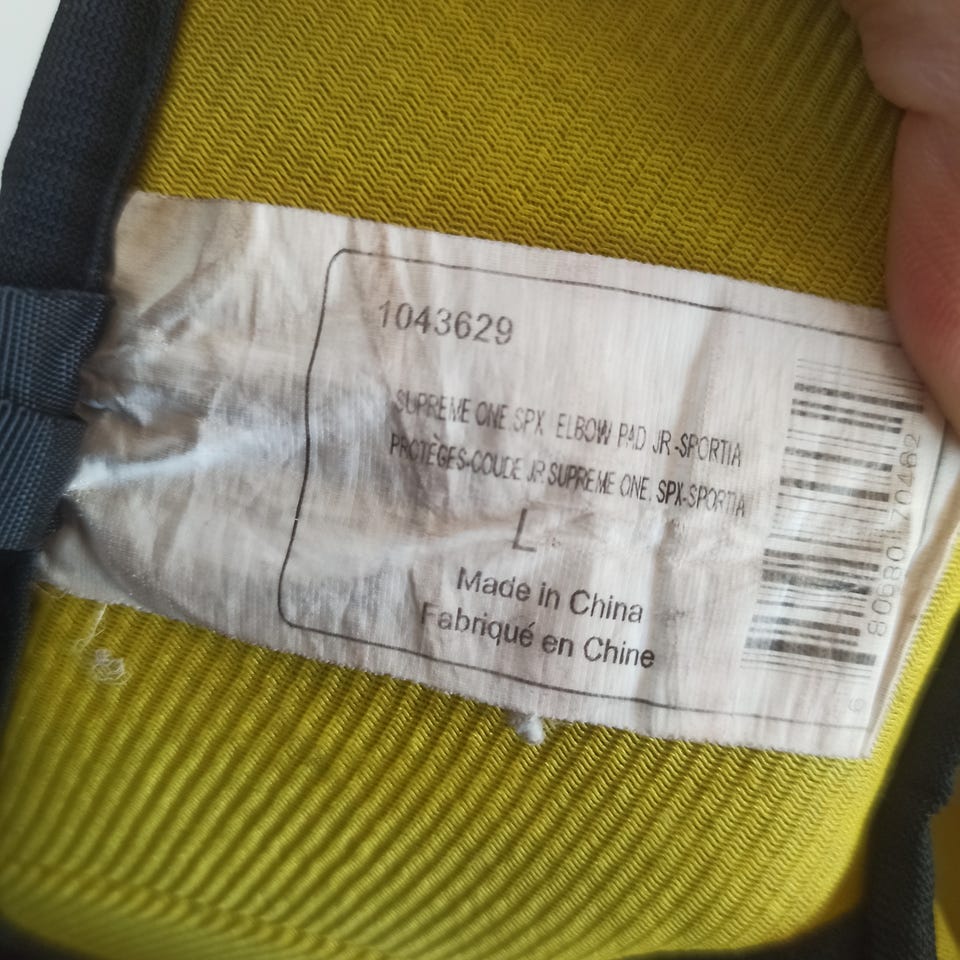 1043629
SUPREME ONE.SPX ELBOW PAD JR-SPORTIA
PROTÈGES-COUDE JR.SUPREME ONE.SPX-SPORTIA
L
Made in China
Fabriqué en Chine